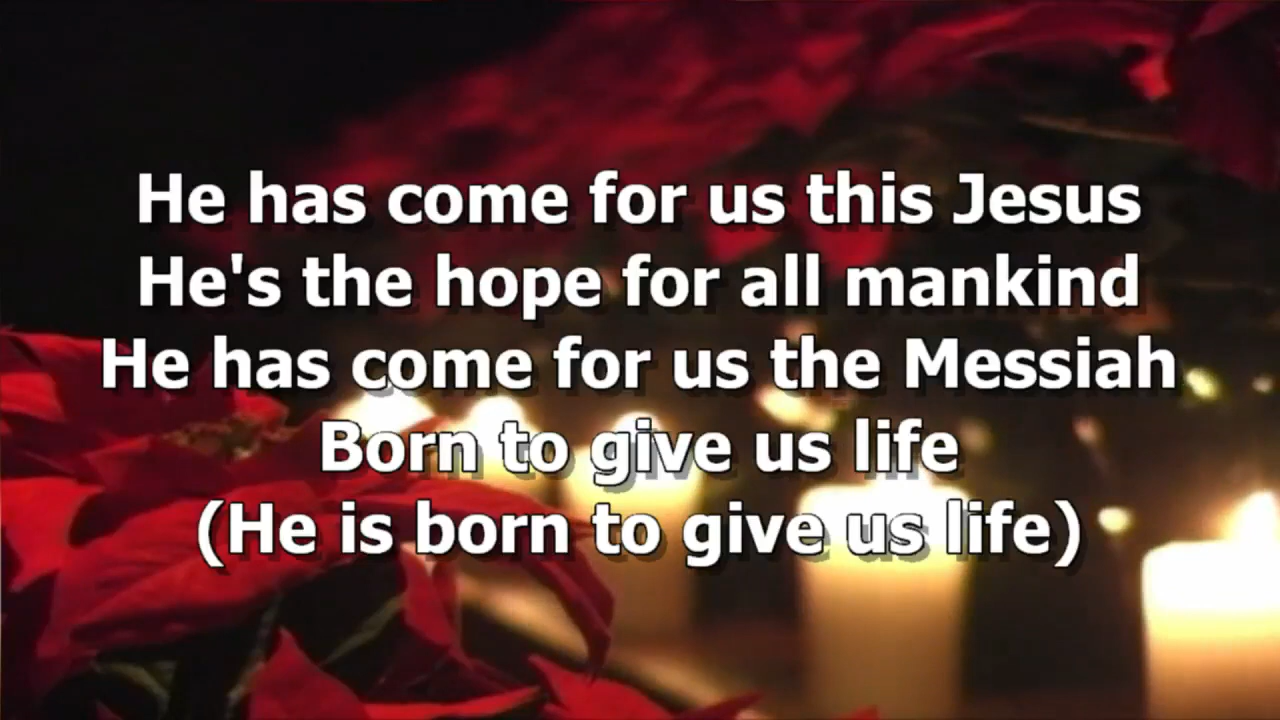 He has come for us this Jesus
He's the hope for all mankind
He has come for us the Messiah
Born to give us life
(He is born to give us life)